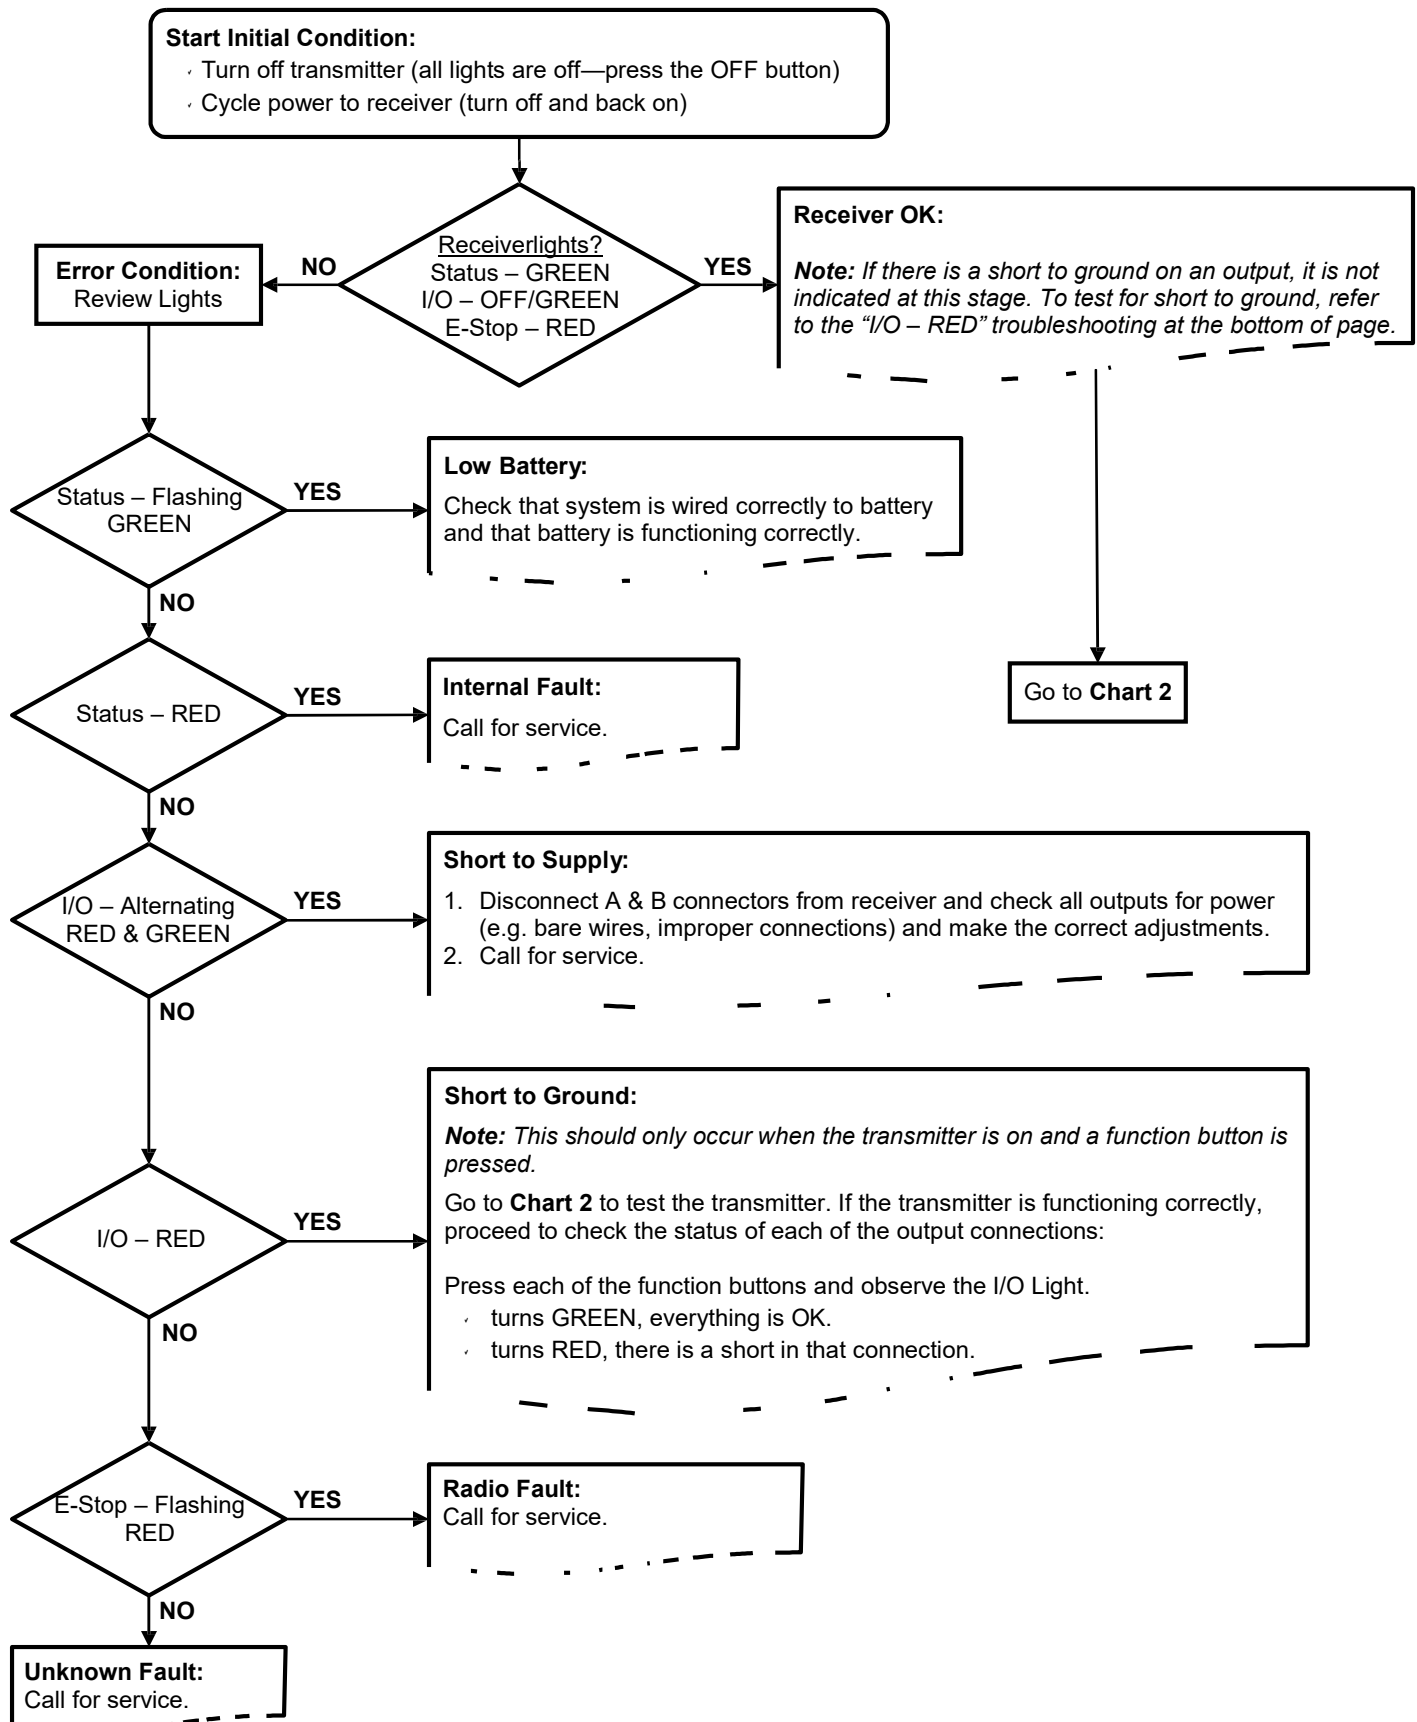 Start Initial Condition:
✓ Turn off transmitter (all lights are off—press the OFF button)
✓ Cycle power to receiver (turn off and back on)
Receiverlights?
Status – GREEN
I/O – OFF/GREEN
E-Stop – RED
NO
YES
Error Condition:
Review Lights
Receiver OK:
Note: If there is a short to ground on an output, it is not
indicated at this stage. To test for short to ground, refer
to the “I/O – RED” troubleshooting at the bottom of page.
Go to Chart 2
Status – Flashing
GREEN
YES
Low Battery:
Check that system is wired correctly to battery
and that battery is functioning correctly.
NO
Status – RED
YES
Internal Fault:
Call for service.
NO
I/O – Alternating
RED & GREEN
YES
Short to Supply:
1. Disconnect A & B connectors from receiver and check all outputs for power
(e.g. bare wires, improper connections) and make the correct adjustments.
2. Call for service.
NO
I/O – RED
YES
Short to Ground:
Note: This should only occur when the transmitter is on and a function button is
pressed.
Go to Chart 2 to test the transmitter. If the transmitter is functioning correctly,
proceed to check the status of each of the output connections:
Press each of the function buttons and observe the I/O Light.
✓ turns GREEN, everything is OK.
✓ turns RED, there is a short in that connection.
NO
E-Stop – Flashing
RED
YES
Radio Fault:
Call for service.
NO
Unknown Fault:
Call for service.